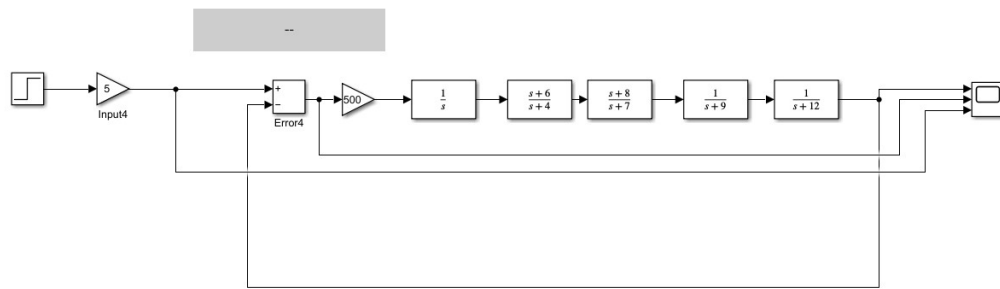 --
5
Input4
+
−
Error4
500
1/s
s+6/s+4
s+8/s+7
1/s+9
1/s+12